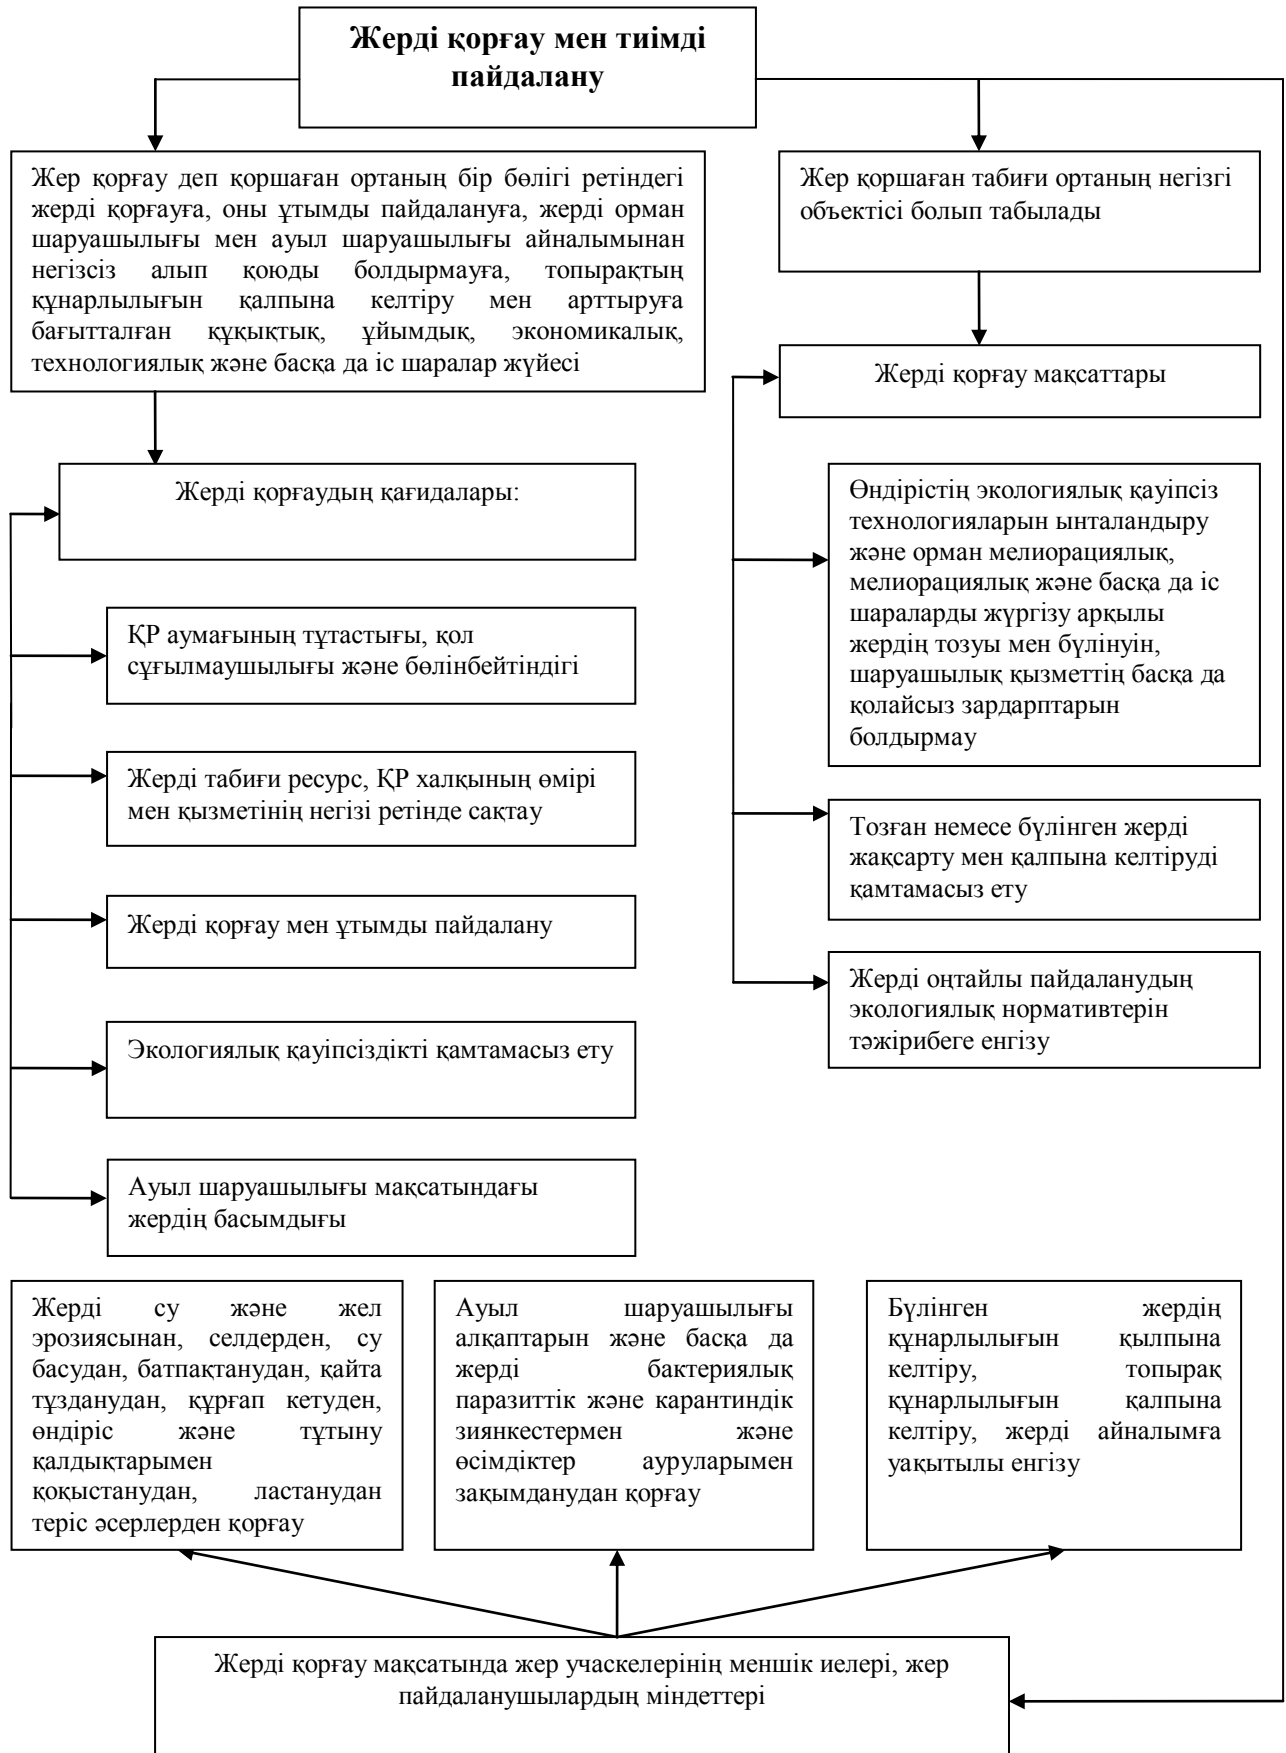 Жерді қорғау мен тиімді
пайдалану
Жер қорғау деп қоршаған ортаның бір бөлігі ретіндегі
жерді қорғауға, оны ұтымды пайдалануға, жерді орман
шаруашылығы мен ауыл шаруашылығы айналымынан
негізсіз алып қоюды болдырмауға, топырақтың
құнарлылығын қалпына келтіру мен арттыруға
бағытталған құқықтық, ұйымдық, экономикалық,
технологиялық және басқа да іс шаралар жүйесі
Жер қоршаған табиғи ортаның негізгі
объектісі болып табылады
Жерді қорғау мақсаттары
Жерді қорғаудың қағидалары:
ҚР аумағының тұтастығы, қол
сұғылмаушылығы және бөлінбейтіндігі
Жерді табиғи ресурс, ҚР халқының өмірі
мен қызметінің негізі ретінде сақтау
Жерді қорғау мен ұтымды пайдалану
Экологиялық қауіпсіздікті қамтамасыз ету
Ауыл шаруашылығы мақсатындағы
жердің басымдығы
Өндірістің экологиялық қауіпсіз
технологияларын ынталандыру
және орман мелиорациялық,
мелиорациялық және басқа да іс
шараларды жүргізу арқылы
жердің тозуы мен бүлінуін,
шаруашылық қызметтің басқа да
қолайсыз зардарптарын
болдырмау
Тозған немесе бүлінген жерді
жақсарту мен қалпына келтіруді
қамтамасыз ету
Жерді оңтайлы пайдаланудың
экологиялық нормативтерін
тәжірибеге енгізу
Жерді су және жел
эрозиясынан, селдерден, су
басудан, батпақтанудан, қайта
тұзданудан, құрғап кетуден,
өндіріс және тұтыну
қалдықтарымен
қоқыстанудан, ластанудан
теріс әсерлерден қорғау
Ауыл шаруашылығы
алқаптарын және басқа да
жерді бактериялық
паразиттік және карантиндік
зиянкестермен және
өсімдіктер ауруларымен
зақымданудан қорғау
Бүлінген жердің
құнарлылығын қылпына
келтіру, топырақ
құнарлылығын қалпына
келтіру, жерді айналымға
уақытылы енгізу
Жерді қорғау мақсатында жер учаскелерінің меншік иелері, жер
пайдаланушылардың міндеттері